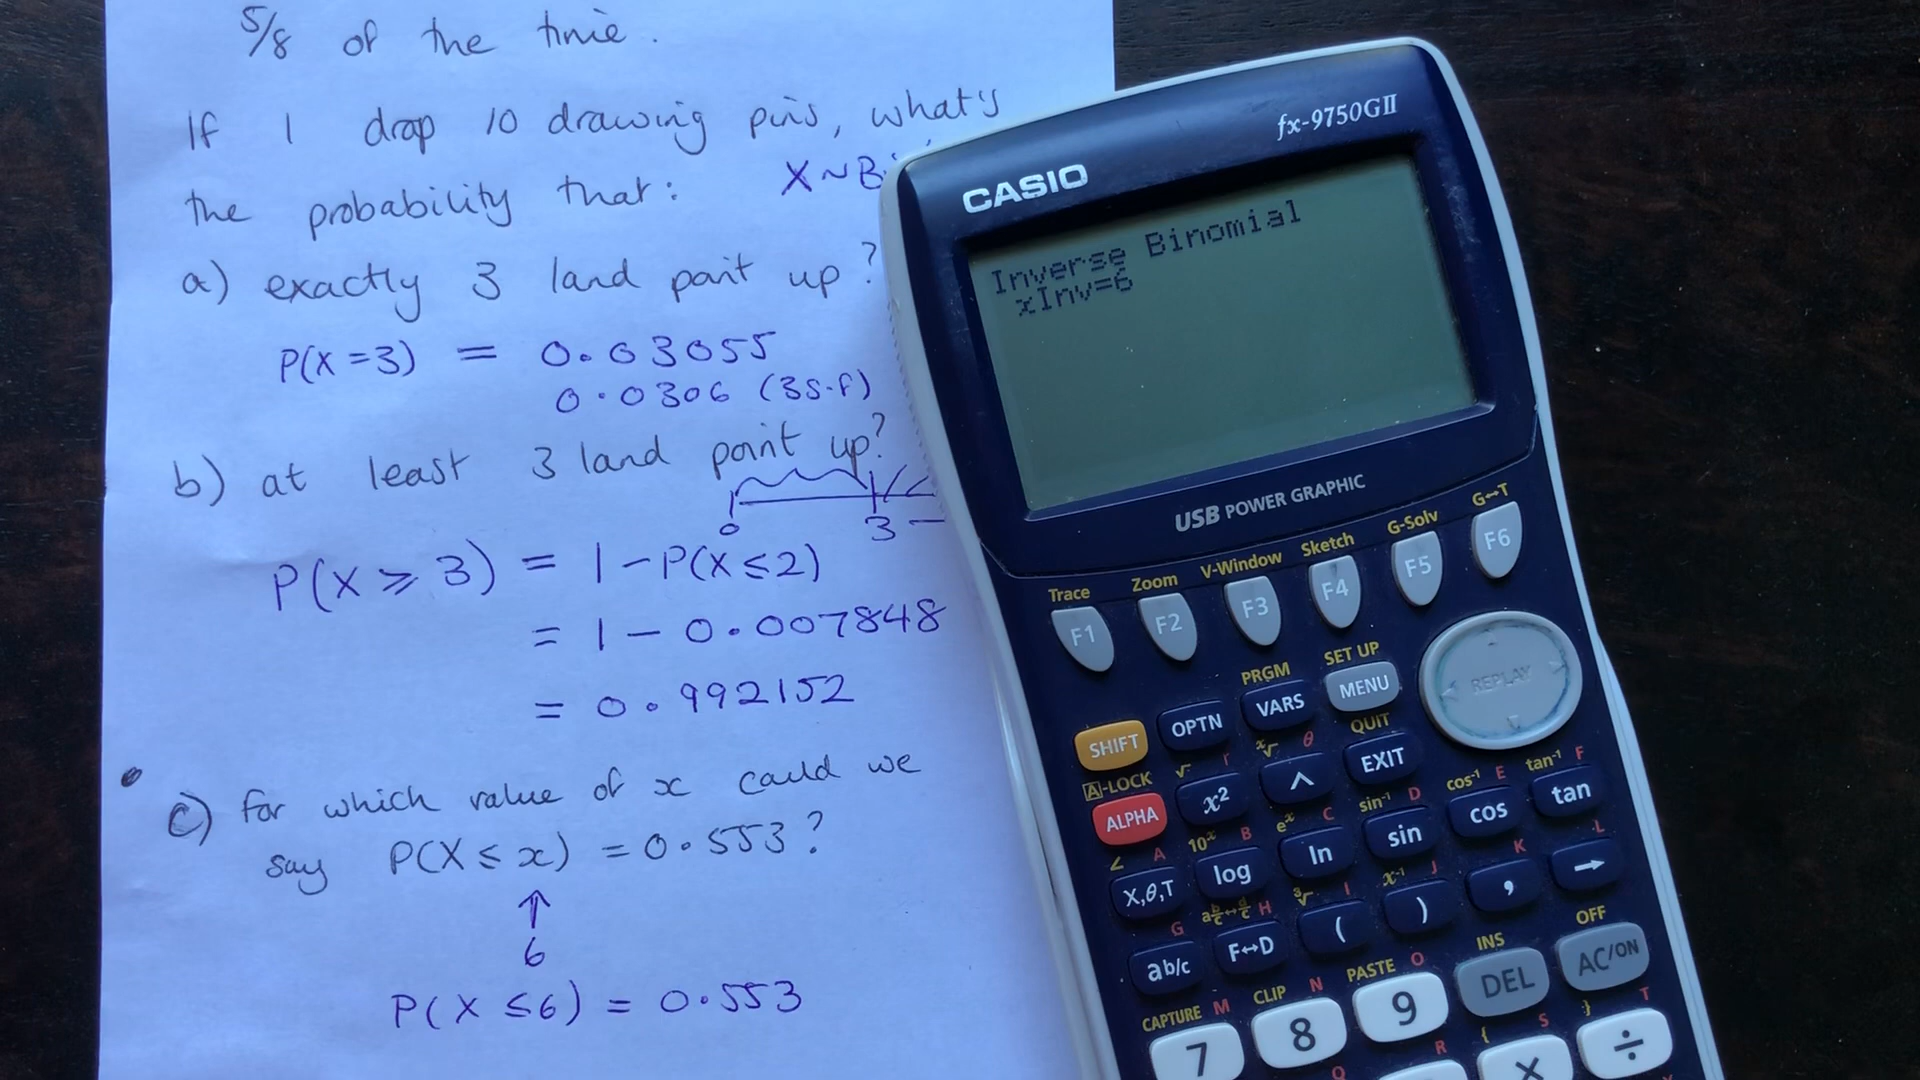 5/8 of the time.
If I drop 10 drawing pins, what's
the probability that: X~B
a) exactly 3 land point up?
P(X=3) = 0.03055
0.0306 (3s.f)
b) at least 3 land point up?
0 3
P(X ⩾ 3) = 1-P(X≤2)
= 1 - 0.007848
= 0.992152
c) for which value of x could we
say P(X≤x) = 0.553?
↑
6
P(X ≤6) = 0.553
fx-9750GII
CASIO
Inverse Binomial
xInv=6
USB POWER GRAPHIC
Trace Zoom V-Window Sketch G-Solv G↔T
F1 F2 F3 F4 F5 F6
PRGM SET UP
SHIFT OPTN VARS MENU REPLAY
A-LOCK √ r x√ θ QUIT
ALPHA x² ^ EXIT
∠ A 10ˣ B eˣ C sin⁻¹ D cos⁻¹ E tan⁻¹ F
X,θ,T log ln sin cos tan
G a b/c↔d/c H ³√ I x⁻¹ J K L
ab/c F↔D ( ) , →
CAPTURE M CLIP N PASTE O INS OFF
7 8 9 DEL AC/ON
Q R { S } T
× ÷